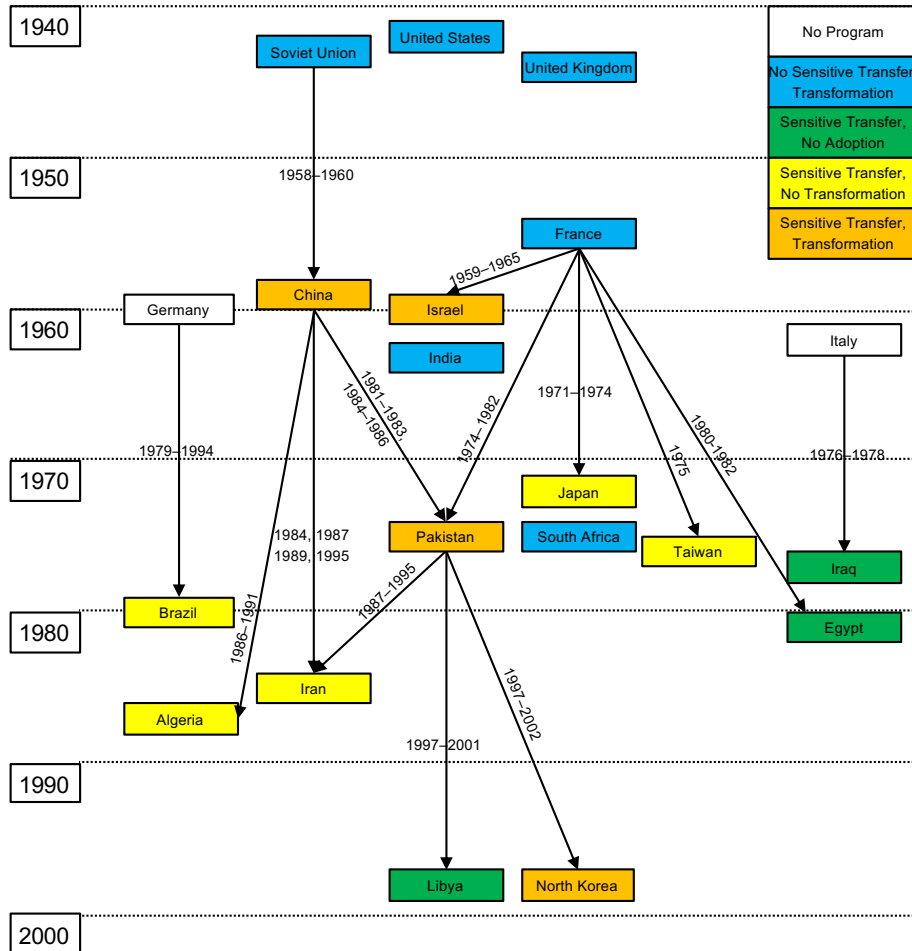 1940
United States
No Program
Soviet Union
United Kingdom
No Sensitive Transfer
Transformation
Sensitive Transfer,
No Adoption
1950
1958–1960
Sensitive Transfer,
No Transformation
France
Sensitive Transfer,
Transformation
1959–1965
China
Germany
Israel
1960
Italy
India
1981–1983,
1984–1986
1974–1982
1971–1974
1975
1980-1982
1979–1994
1976–1978
1970
Japan
Pakistan
South Africa
Taiwan
1984, 1987
1989, 1995
Iraq
1987–1995
Brazil
1980
Egypt
1986–1991
Iran
Algeria
1997–2001
1997–2002
1990
Libya
North Korea
2000